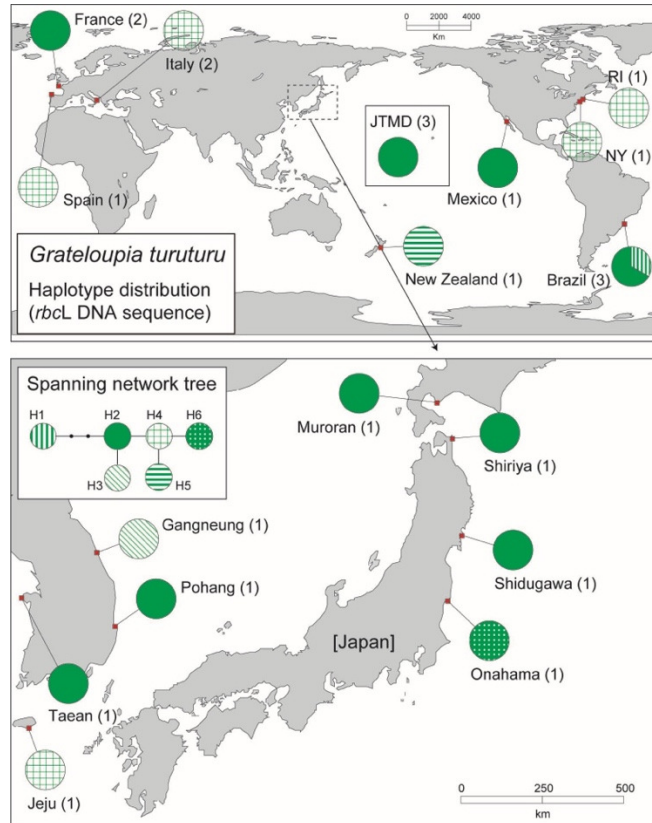 France (2)
Italy (2)
0 2000 4000
Km
RI (1)
JTMD (3)
NY (1)
Mexico (1)
Spain (1)
Grateloupia turuturu
Haplotype distribution
(rbcL DNA sequence)
New Zealand (1)
Brazil (3)
Spanning network tree
H1 H2 H4 H6
H3 H5
Muroran (1)
Shiriya (1)
Gangneung (1)
Pohang (1)
Shidugawa (1)
[Japan]
Onahama (1)
Taean (1)
Jeju (1)
0 250 500
km